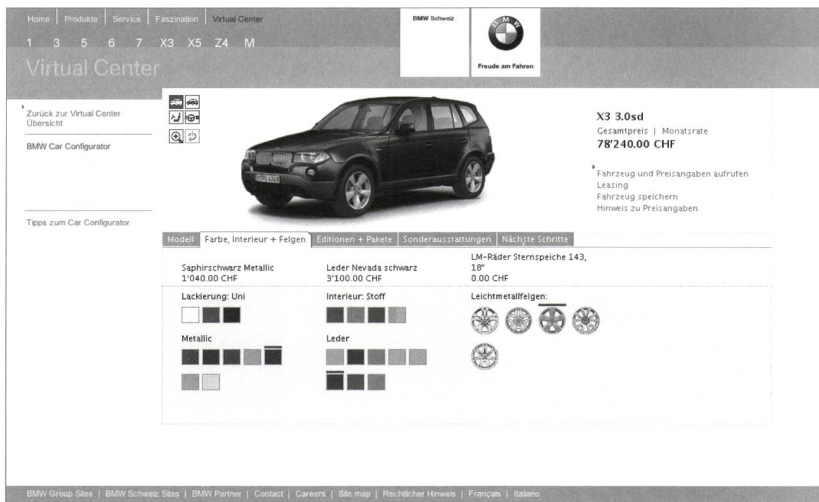 Home | Produkte | Service | Faszination | Virtual Center
1 3 5 6 7 X3 X5 Z4 M
Virtual Center
BMW Schweiz
BMW
Freude am Fahren
Zurück zur Virtual Center
Übersicht
BMW Car Configurator
Tipps zum Car Configurator
X3 3.0sd
Gesamtpreis | Monatsrate
78'240.00 CHF
Fahrzeug und Preisangaben aufrufen
Leasing
Fahrzeug speichern
Hinweis zu Preisangaben
Modell
Farbe, Interieur + Felgen
Editionen + Pakete
Sonderausstattungen
Nächste Schritte
Saphirschwarz Metallic
1'040.00 CHF
Leder Nevada schwarz
3'100.00 CHF
LM-Räder Sternspeiche 143,
18"
0.00 CHF
Lackierung: Uni
Interieur: Stoff
Leichtmetallfelgen:
Metallic
Leder
BMW Group Sites | BMW Schweiz Sites | BMW Partner | Contact | Careers | Site map | Rechtlicher Hinweis | Français | Italiano